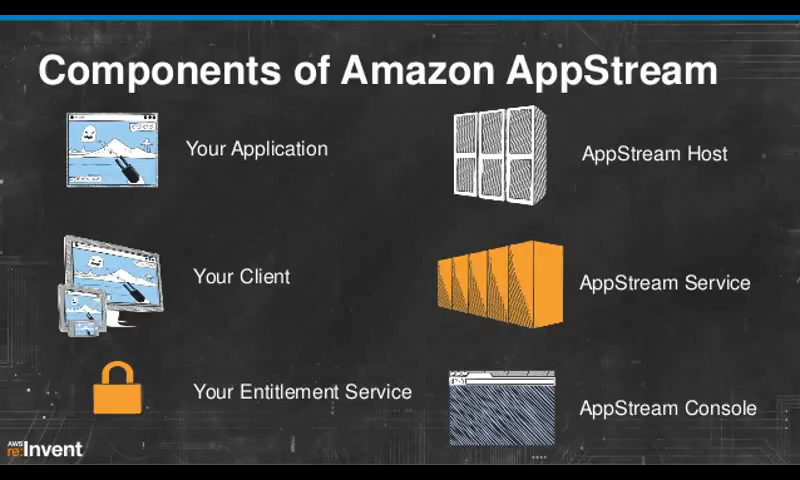 Components of Amazon AppStream
Your Application
AppStream Host
Your Client
AppStream Service
Your Entitlement Service
AppStream Console
AWS
re:Invent